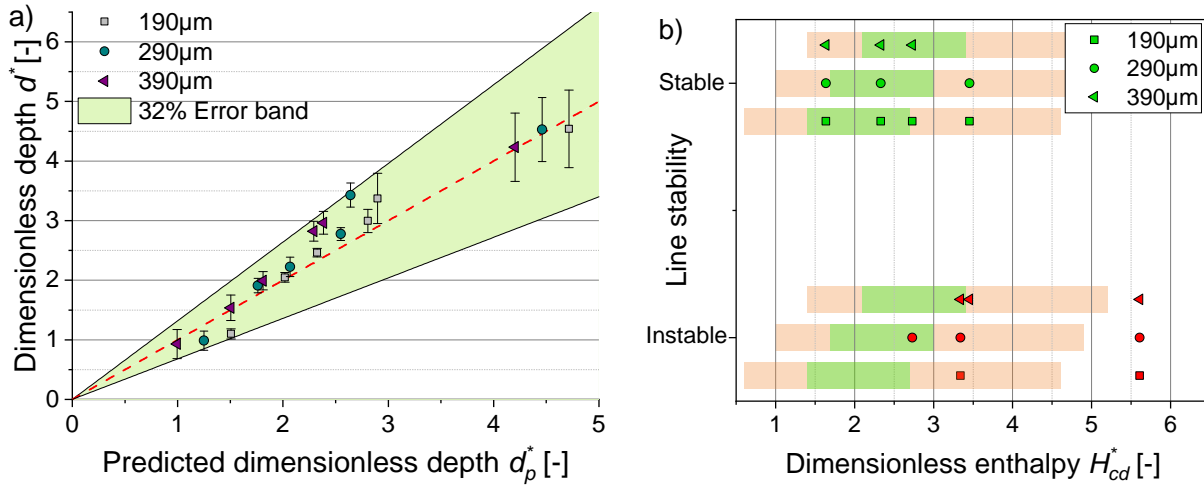 a)
190µm
290µm
390µm
32% Error band
6
5
4
3
2
1
0
0 1 2 3 4 5
Dimensionless depth d* [-]
Predicted dimensionless depth d*p [-]
b)
190µm
290µm
390µm
Stable
Instable
Line stability
1 2 3 4 5 6
Dimensionless enthalpy H*cd [-]